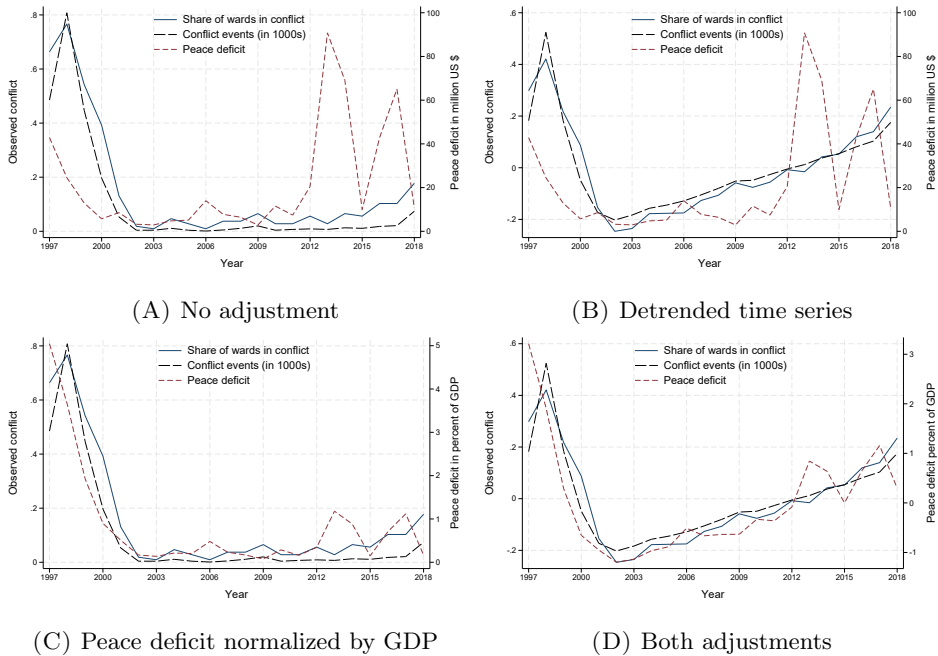 Share of wards in conflict
Conflict events (in 1000s)
Peace deficit
Observed conflict
.8
.6
.4
.2
0
100
80
60
40
20
0
Peace deficit in million US $
1997
2000
2003
2006
2009
2012
2015
2018
Year
(A) No adjustment
Share of wards in conflict
Conflict events (in 1000s)
Peace deficit
Observed conflict
.6
.4
.2
0
-.2
100
80
60
40
20
0
Peace deficit in million US $
1997
2000
2003
2006
2009
2012
2015
2018
Year
(B) Detrended time series
Share of wards in conflict
Conflict events (in 1000s)
Peace deficit
Observed conflict
.8
.6
.4
.2
0
5
4
3
2
1
0
Peace deficit in percent of GDP
1997
2000
2003
2006
2009
2012
2015
2018
Year
(C) Peace deficit normalized by GDP
Share of wards in conflict
Conflict events (in 1000s)
Peace deficit
Observed conflict
.6
.4
.2
0
-.2
3
2
1
0
-1
Peace deficit percent of GDP
1997
2000
2003
2006
2009
2012
2015
2018
Year
(D) Both adjustments